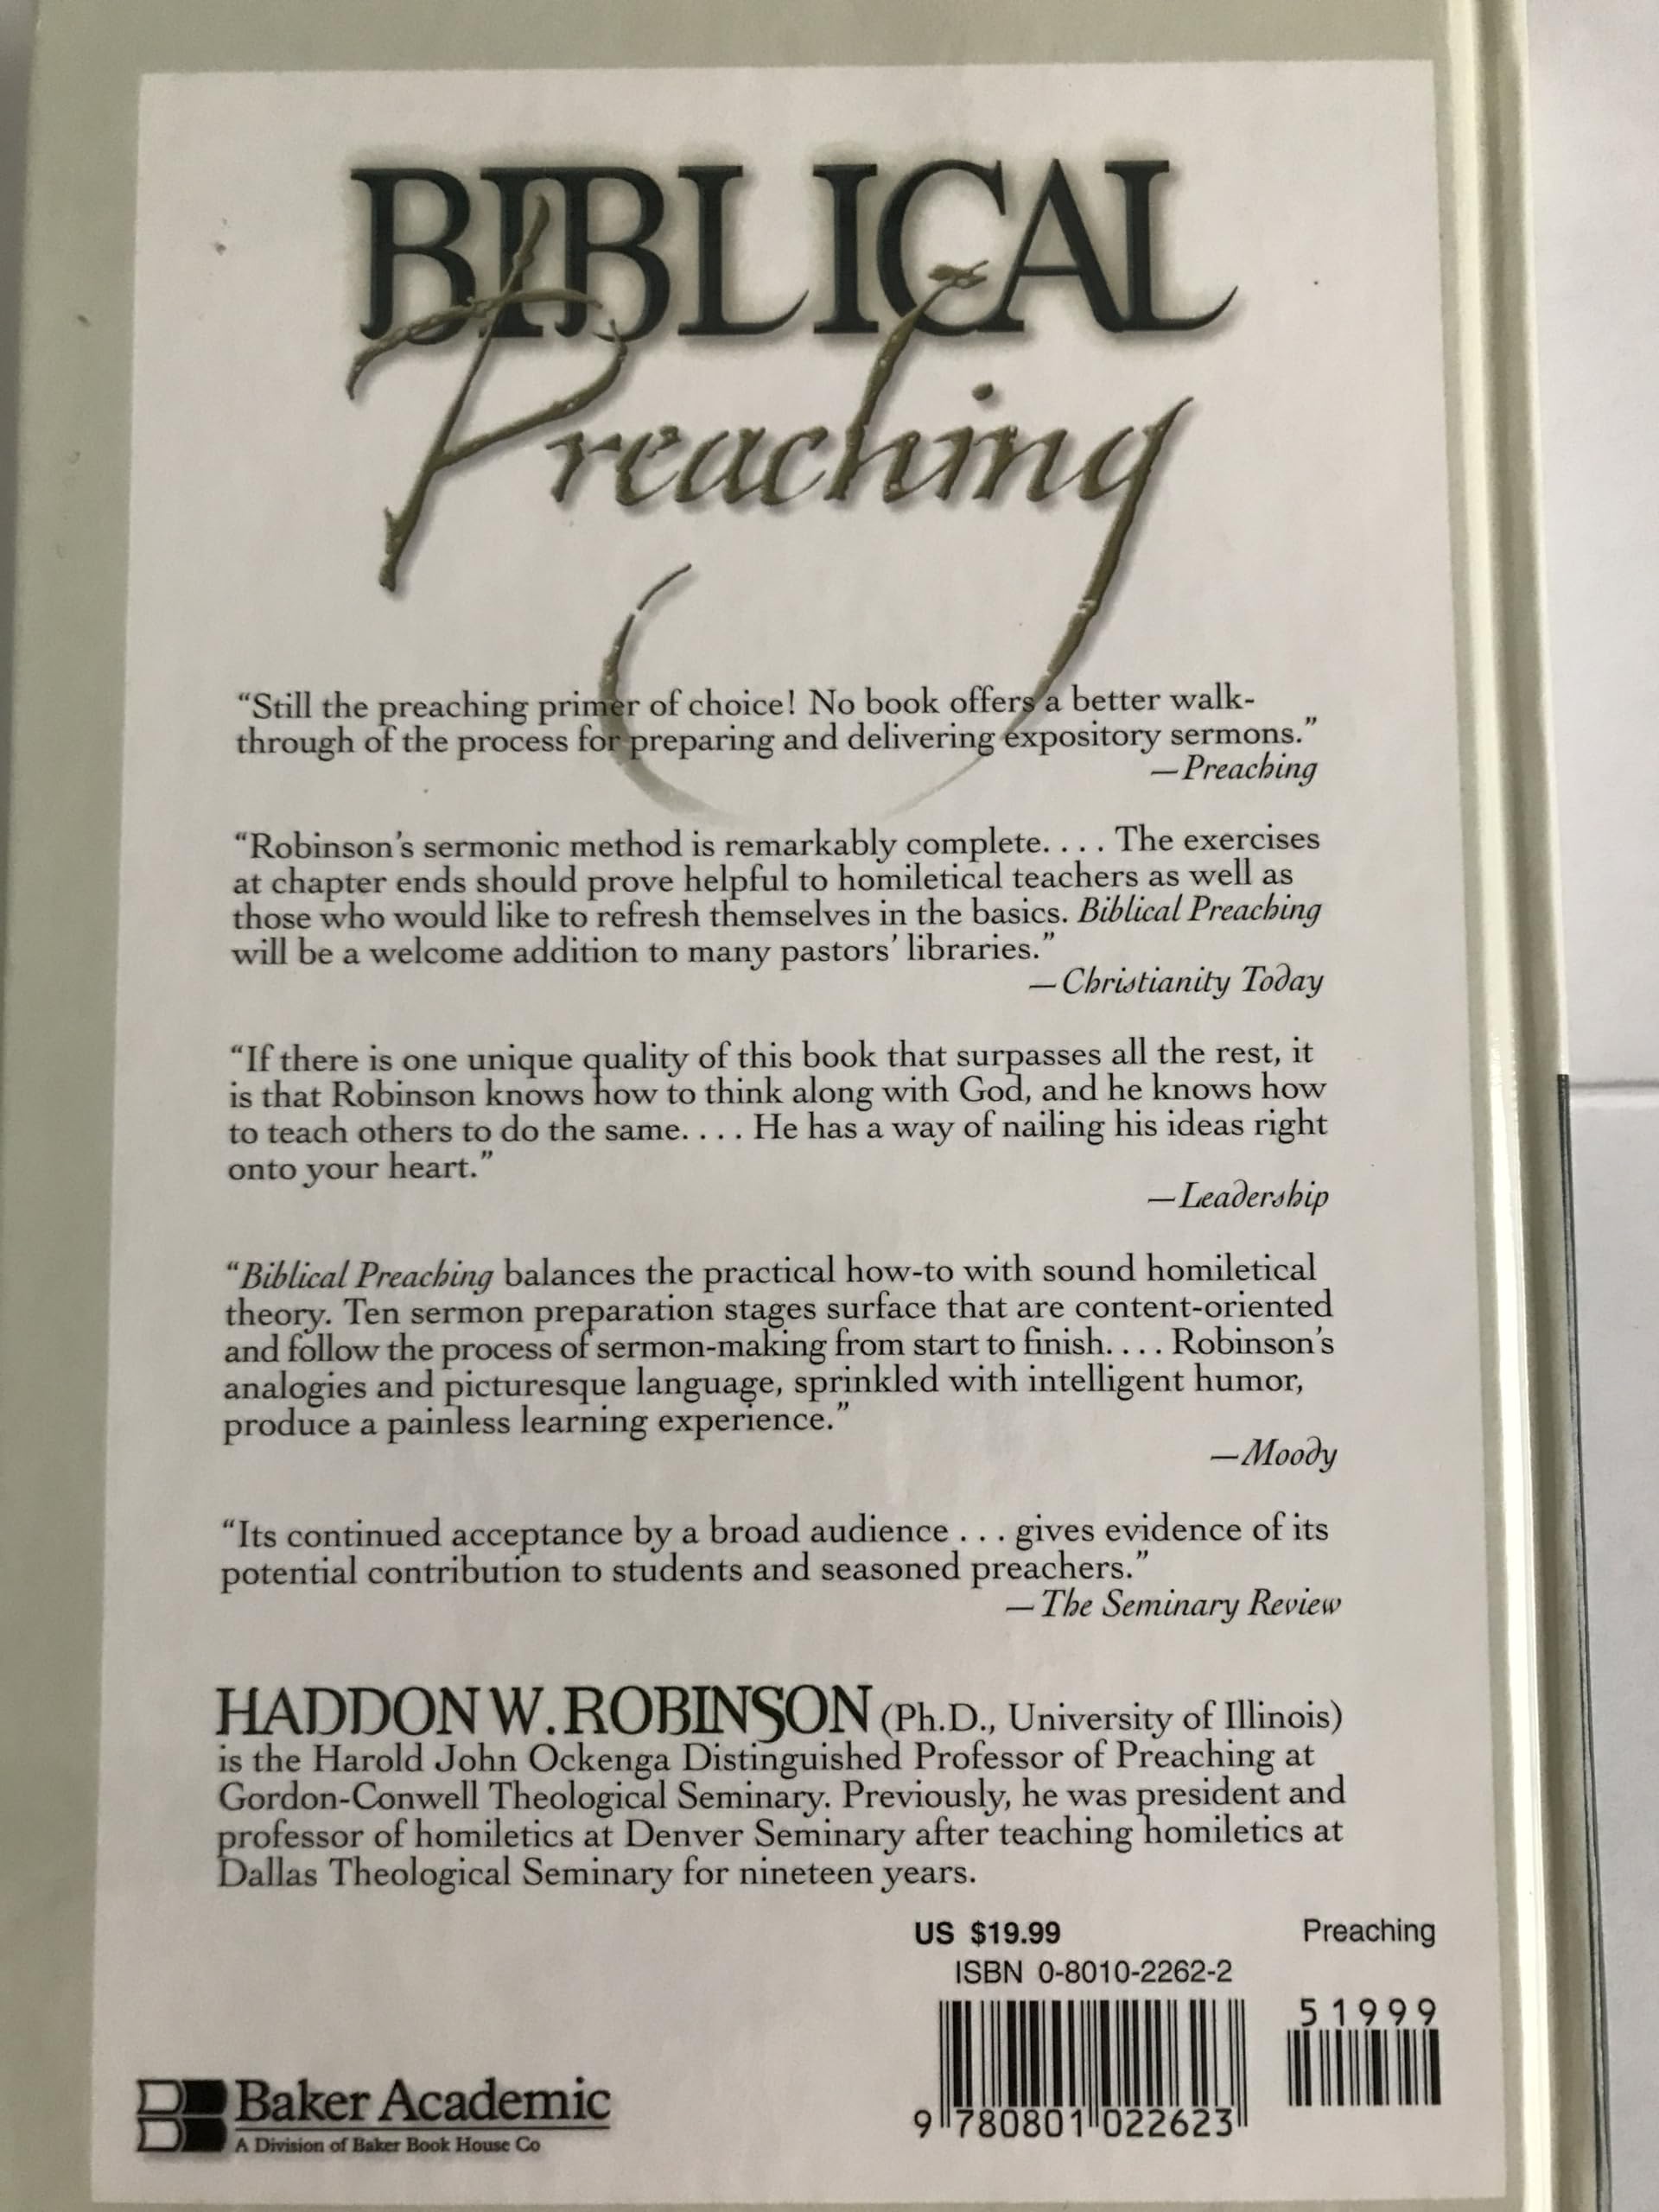 BIBLICAL
Preaching
“Still the preaching primer of choice! No book offers a better walk-
through of the process for preparing and delivering expository sermons.”
—Preaching
“Robinson’s sermonic method is remarkably complete. . . . The exercises
at chapter ends should prove helpful to homiletical teachers as well as
those who would like to refresh themselves in the basics. Biblical Preaching
will be a welcome addition to many pastors’ libraries.”
—Christianity Today
“If there is one unique quality of this book that surpasses all the rest, it
is that Robinson knows how to think along with God, and he knows how
to teach others to do the same. . . . He has a way of nailing his ideas right
onto your heart.”
—Leadership
“Biblical Preaching balances the practical how-to with sound homiletical
theory. Ten sermon preparation stages surface that are content-oriented
and follow the process of sermon-making from start to finish. . . . Robinson’s
analogies and picturesque language, sprinkled with intelligent humor,
produce a painless learning experience.”
—Moody
“Its continued acceptance by a broad audience . . . gives evidence of its
potential contribution to students and seasoned preachers.”
—The Seminary Review
HADDON W. ROBINSON (Ph.D., University of Illinois)
is the Harold John Ockenga Distinguished Professor of Preaching at
Gordon-Conwell Theological Seminary. Previously, he was president and
professor of homiletics at Denver Seminary after teaching homiletics at
Dallas Theological Seminary for nineteen years.
US $19.99 Preaching
ISBN 0-8010-2262-2
51999
9 780801 022623
Baker Academic
A Division of Baker Book House Co